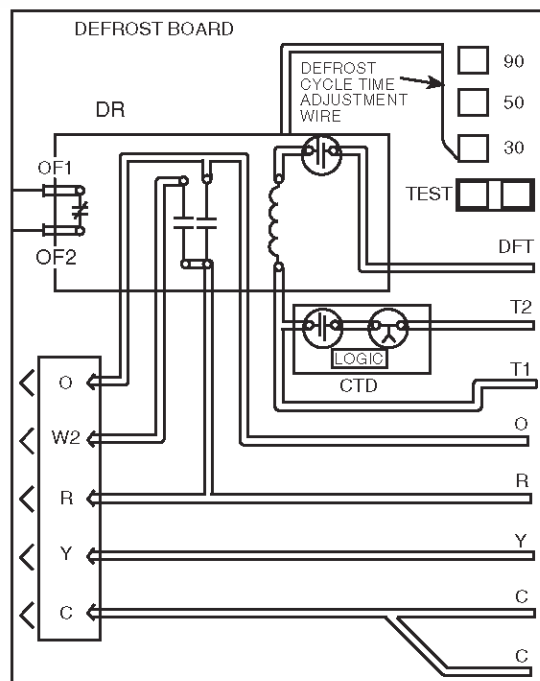 DEFROST BOARD
DEFROST
CYCLE TIME
ADJUSTMENT
WIRE
90
50
30
DR
OF1
OF2
TEST
DFT
T2
LOGIC
CTD
T1
O
O
W2
R
R
Y
Y
C
C
C